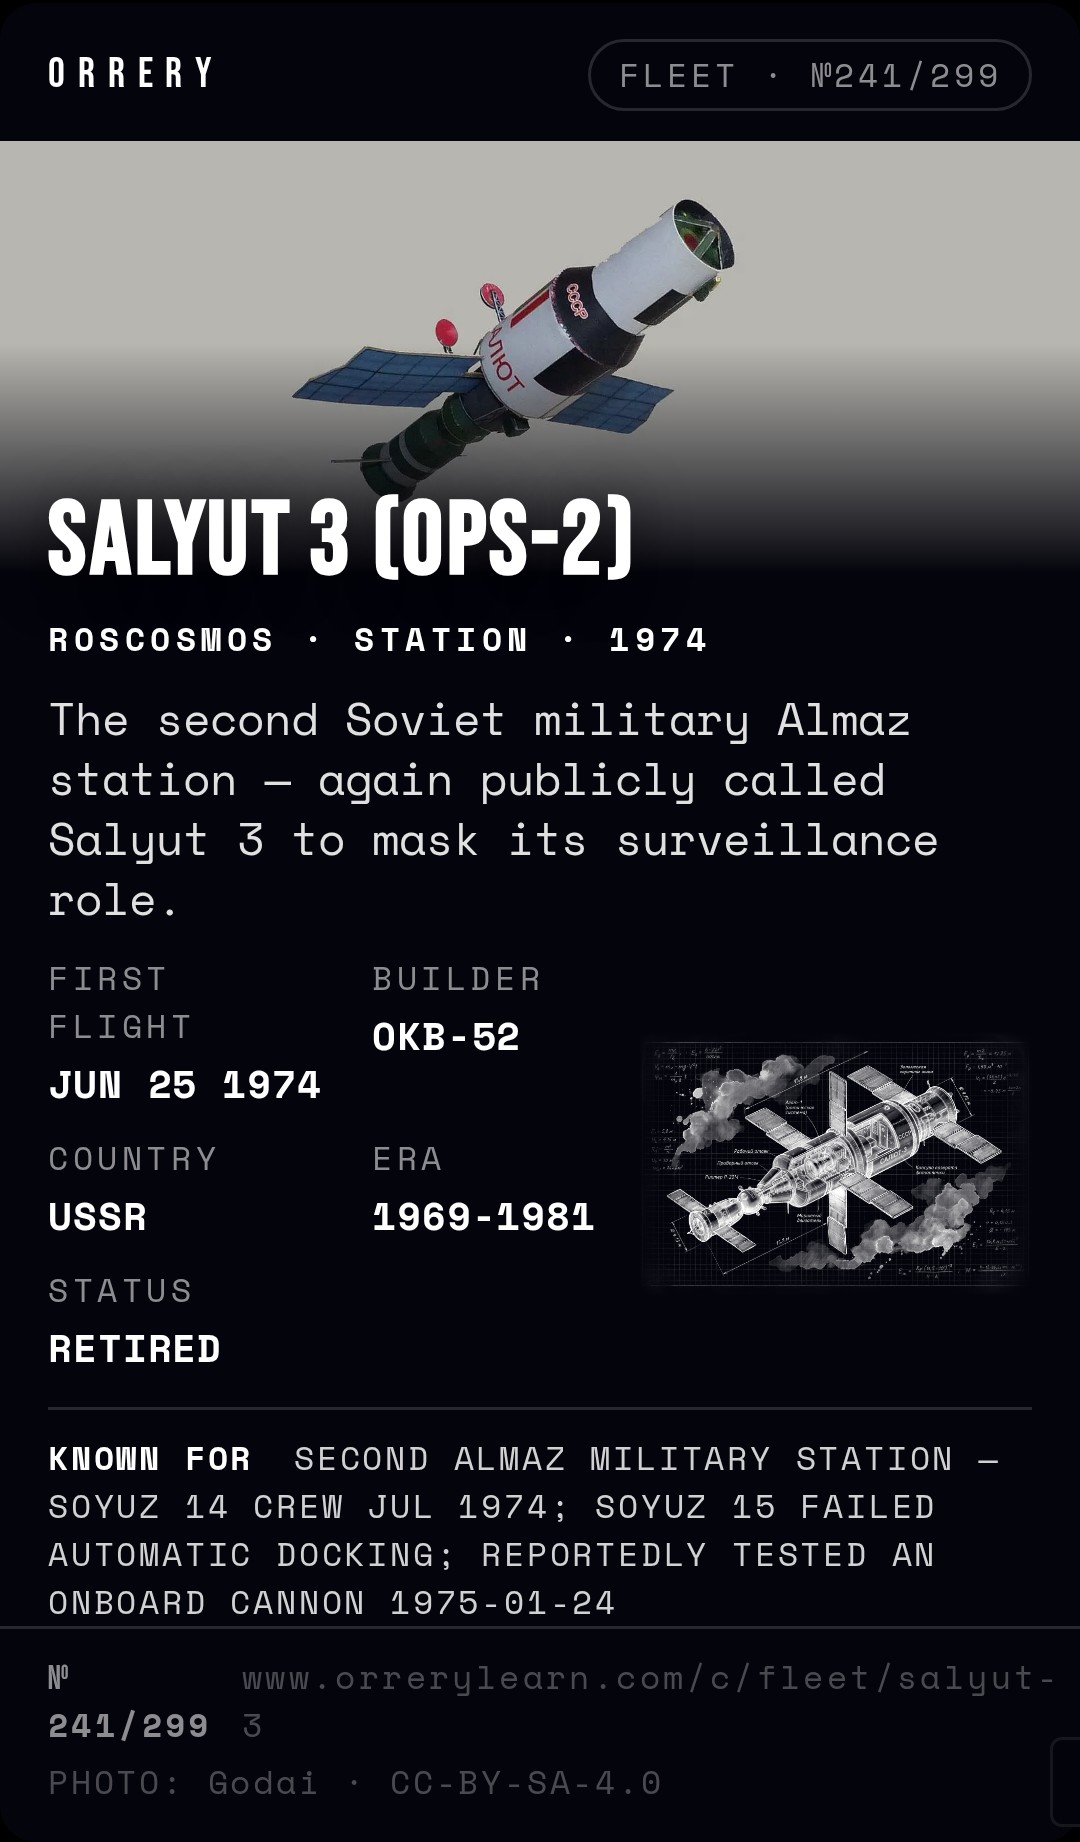 ORRERY
FLEET · №241/299
СССР
АЛЮТ
SALYUT 3 (OPS-2)
ROSCOSMOS · STATION · 1974
The second Soviet military Almaz
station — again publicly called
Salyut 3 to mask its surveillance
role.
FIRST
FLIGHT
JUN 25 1974
BUILDER
OKB-52
COUNTRY
USSR
ERA
1969-1981
STATUS
RETIRED
KNOWN FOR SECOND ALMAZ MILITARY STATION —
SOYUZ 14 CREW JUL 1974; SOYUZ 15 FAILED
AUTOMATIC DOCKING; REPORTEDLY TESTED AN
ONBOARD CANNON 1975-01-24
№
241/299
www.orrerylearn.com/c/fleet/salyut-
3
PHOTO: Godai · CC-BY-SA-4.0